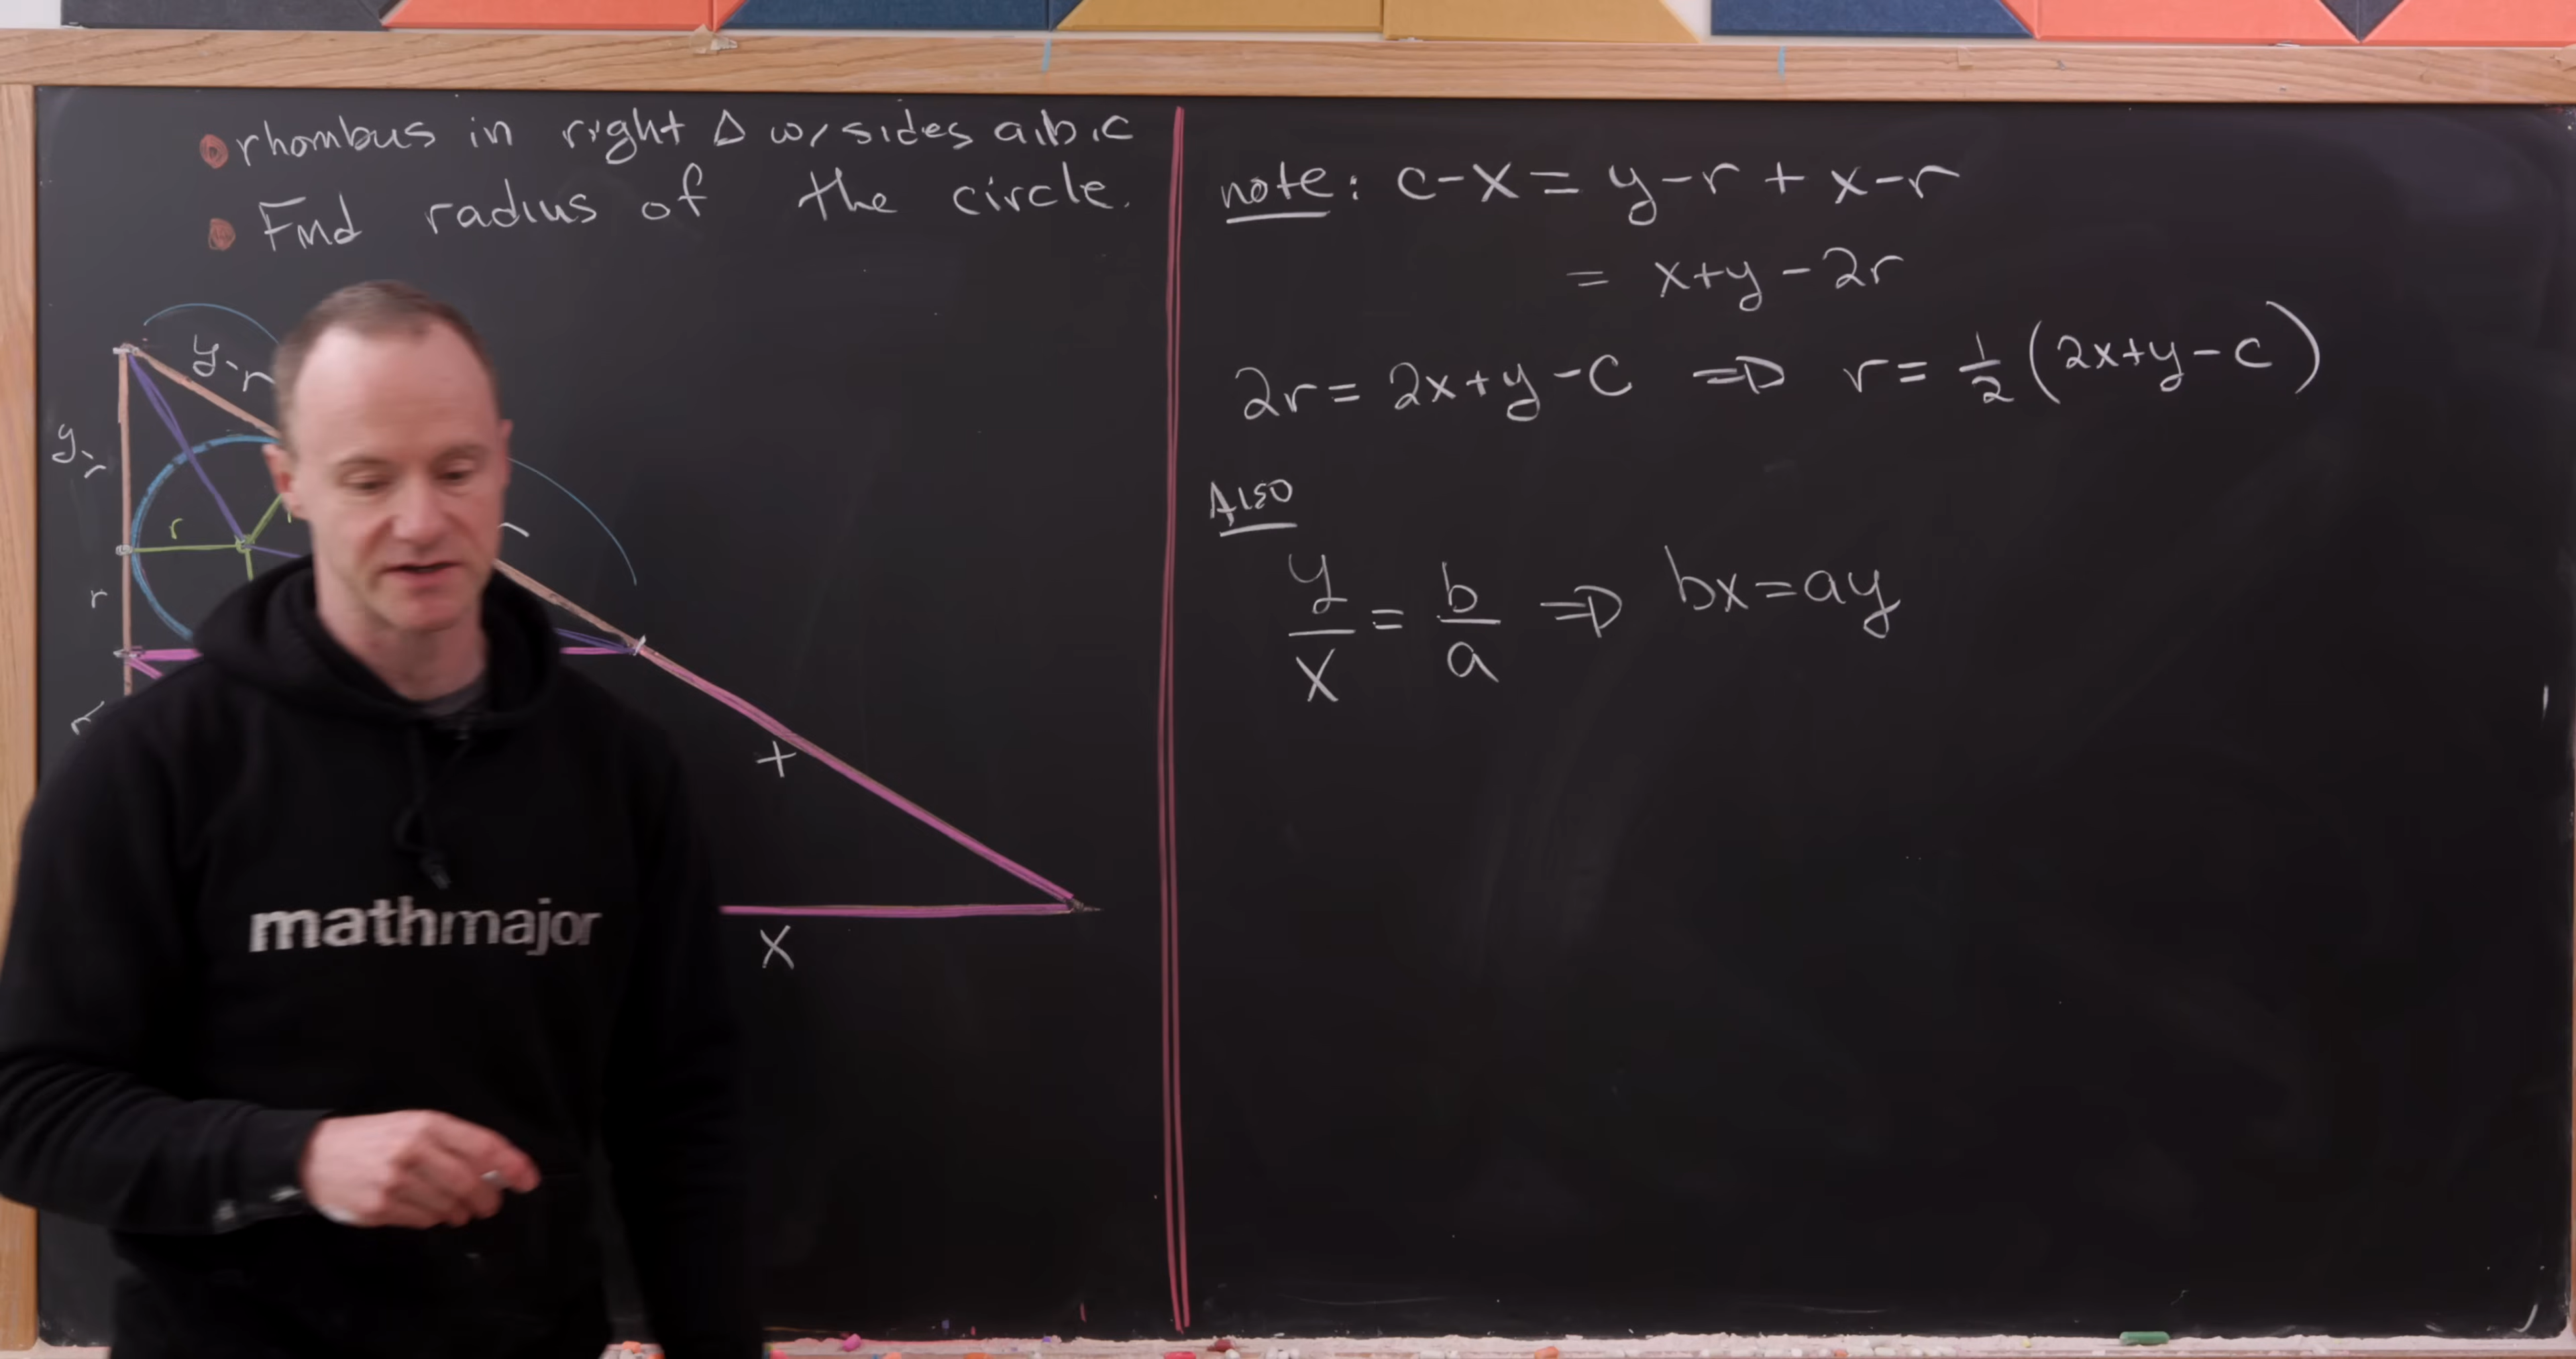 rhombus in right Δ w/sides a,b,c
Find radius of the circle.
y-r
y-r
r
r
x
x
mathmajor
note: c-x = y-r + x-r
= x+y-2r
2r = 2x+y-c ⇒ r = 1/2 (2x+y-c)
Also
y/x = b/a ⇒ bx=ay